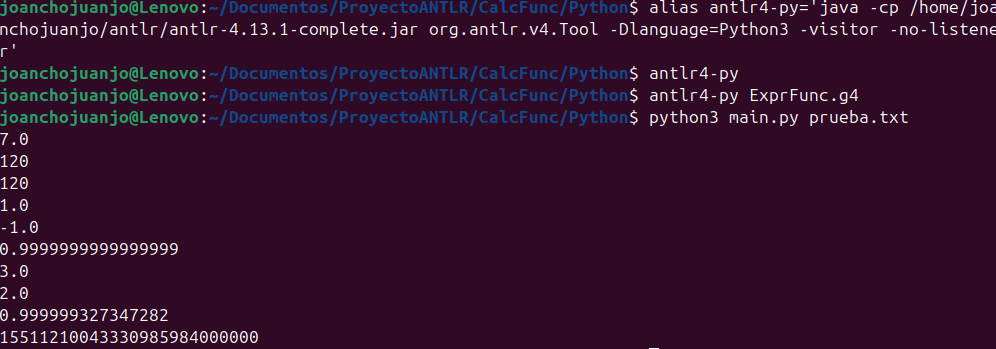 joanchojuanjo@Lenovo:~/Documentos/ProyectoANTLR/CalcFunc/Python$ alias antlr4-py='java -cp /home/joa
nchojuanjo/antlr/antlr-4.13.1-complete.jar org.antlr.v4.Tool -Dlanguage=Python3 -visitor -no-listene
r'
joanchojuanjo@Lenovo:~/Documentos/ProyectoANTLR/CalcFunc/Python$ antlr4-py
joanchojuanjo@Lenovo:~/Documentos/ProyectoANTLR/CalcFunc/Python$ antlr4-py ExprFunc.g4
joanchojuanjo@Lenovo:~/Documentos/ProyectoANTLR/CalcFunc/Python$ python3 main.py prueba.txt
7.0
120
120
1.0
-1.0
0.9999999999999999
3.0
2.0
0.999999327347282
15511210043330985984000000